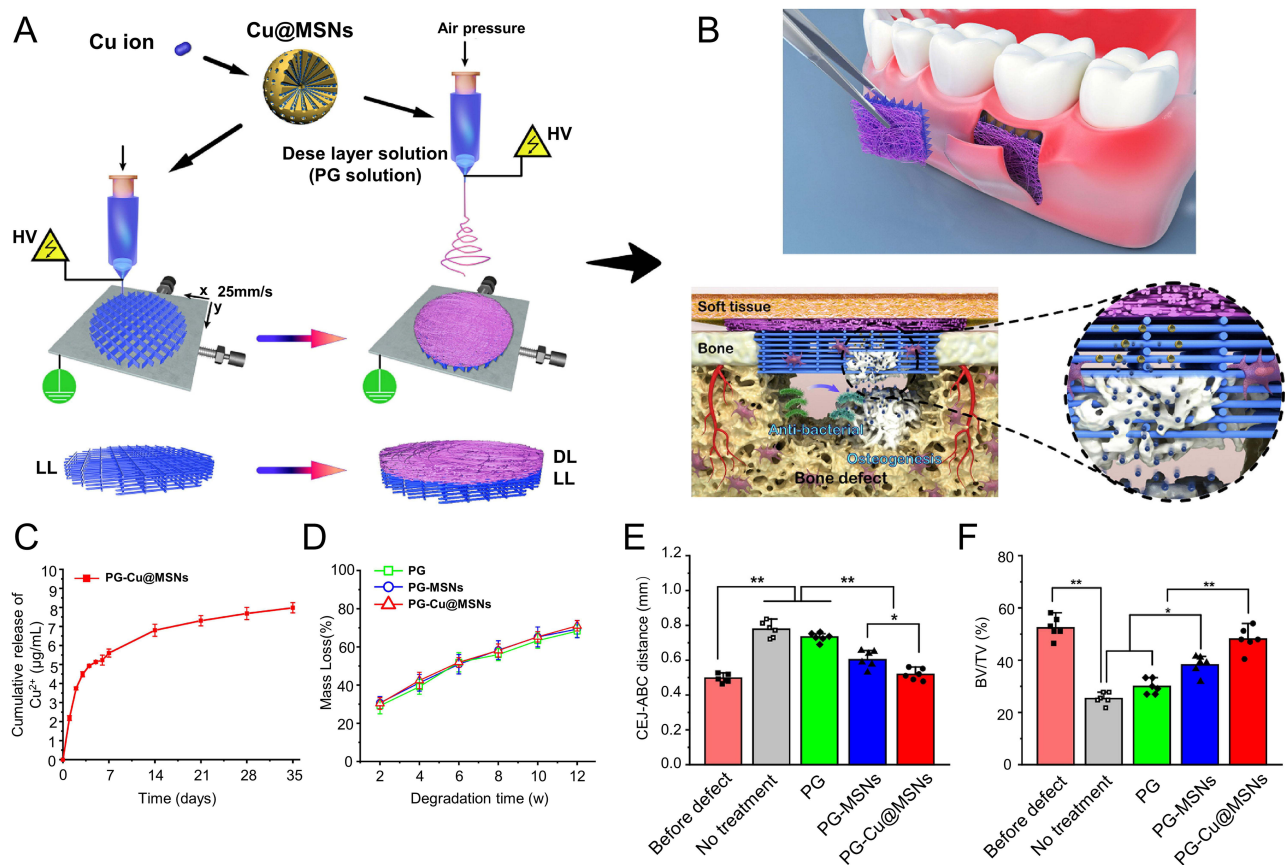 A
Cu ion
Cu@MSNs
Air pressure
HV
Dese layer solution
(PG solution)
HV
x 25mm/s
y
LL
DL
LL
B
Soft tissue
Bone
Anti-bacterial
Osteogenesis
Bone defect
C
PG-Cu@MSNs
Cumulative release of
Cu²⁺ (μg/mL)
10
9
8
7
6
5
4
3
2
1
0
0 7 14 21 28 35
Time (days)
D
PG
PG-MSNs
PG-Cu@MSNs
Mass Loss(%)
100
80
60
40
20
0
2 4 6 8 10 12
Degradation time (w)
E
CEJ-ABC distance (mm)
1.2
1.0
0.8
0.6
0.4
0.2
0.0
** ** *
Before defect
No treatment
PG
PG-MSNs
PG-Cu@MSNs
F
BV/TV (%)
80
60
40
20
0
** * **
Before defect
No treatment
PG
PG-MSNs
PG-Cu@MSNs